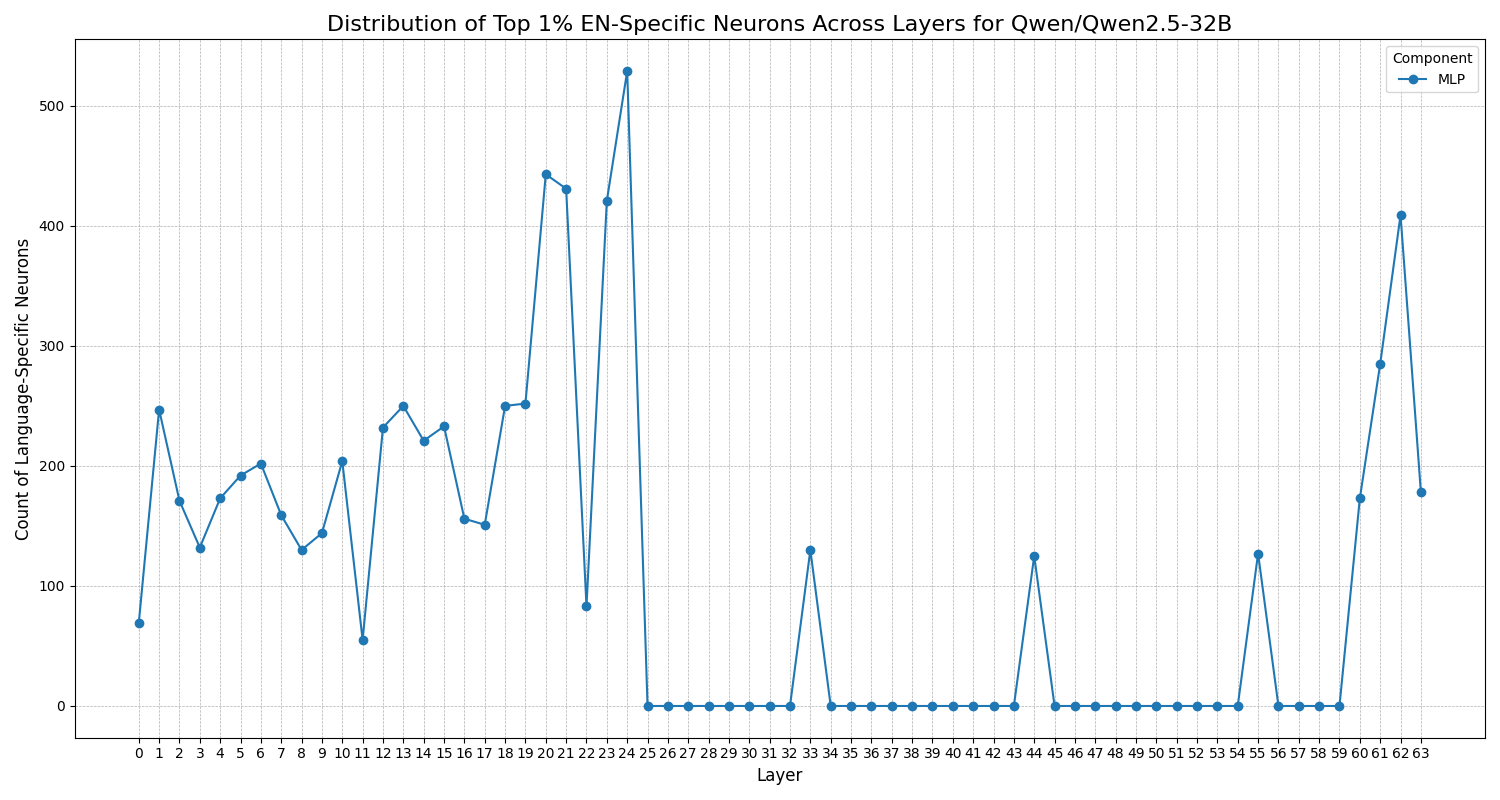 Distribution of Top 1% EN-Specific Neurons Across Layers for Qwen/Qwen2.5-32B
Component
MLP
Count of Language-Specific Neurons
500
400
300
200
100
0
0 1 2 3 4 5 6 7 8 9 10 11 12 13 14 15 16 17 18 19 20 21 22 23 24 25 26 27 28 29 30 31 32 33 34 35 36 37 38 39 40 41 42 43 44 45 46 47 48 49 50 51 52 53 54 55 56 57 58 59 60 61 62 63
Layer